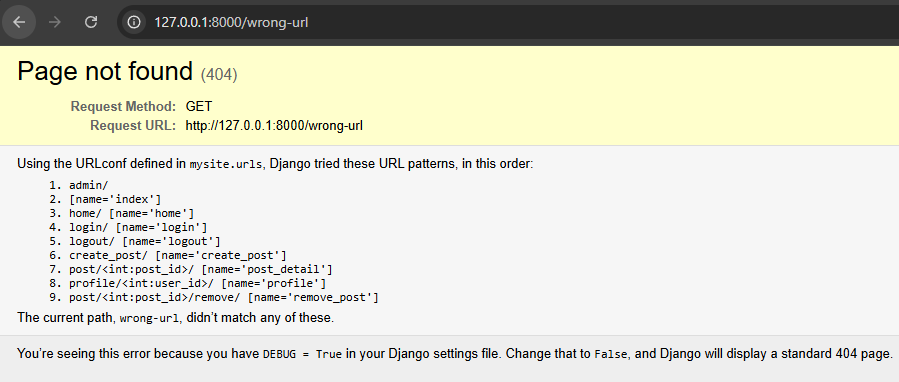 127.0.0.1:8000/wrong-url
Page not found (404)
Request Method: GET
Request URL: http://127.0.0.1:8000/wrong-url
Using the URLconf defined in mysite.urls, Django tried these URL patterns, in this order:
1. admin/
2. [name='index']
3. home/ [name='home']
4. login/ [name='login']
5. logout/ [name='logout']
6. create_post/ [name='create_post']
7. post/<int:post_id>/ [name='post_detail']
8. profile/<int:user_id>/ [name='profile']
9. post/<int:post_id>/remove/ [name='remove_post']
The current path, wrong-url, didn’t match any of these.
You’re seeing this error because you have DEBUG = True in your Django settings file. Change that to False, and Django will display a standard 404 page.